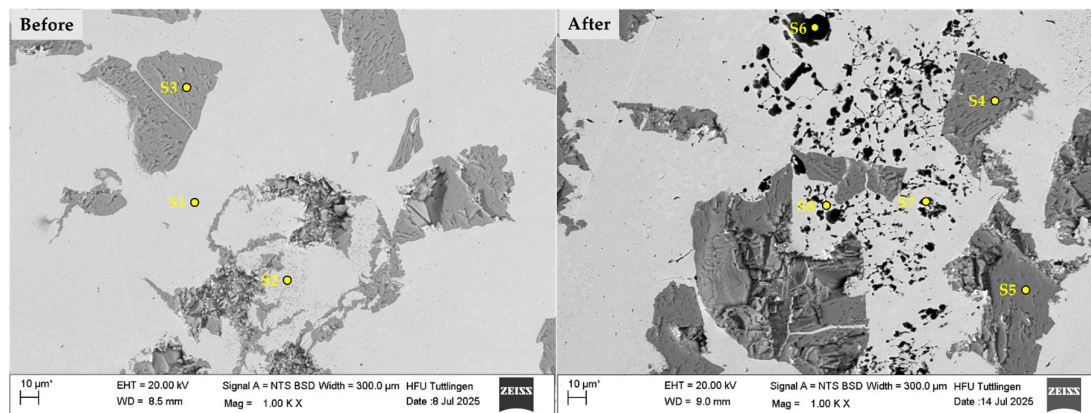 Before
S3
S1
S2
10 µm*
EHT = 20.00 kV Signal A = NTS BSD Width = 300.0 µm HFU Tuttlingen
WD = 8.5 mm Mag = 1.00 K X Date :8 Jul 2025
ZEISS
After
S6
S4
S7
S8
S5
10 µm*
EHT = 20.00 kV Signal A = NTS BSD Width = 300.0 µm HFU Tuttlingen
WD = 9.0 mm Mag = 1.00 K X Date :14 Jul 2025
ZEISS